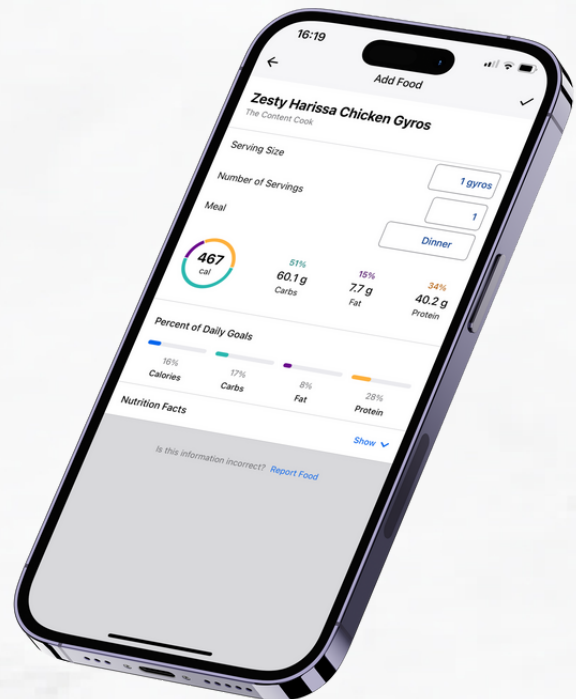 16:19
Add Food
Zesty Harissa Chicken Gyros
The Content Cook
Serving Size
1 gyros
Number of Servings
1
Meal
Dinner
467
cal
51%
60.1 g
Carbs
15%
7.7 g
Fat
34%
40.2 g
Protein
Percent of Daily Goals
16%
Calories
17%
Carbs
8%
Fat
28%
Protein
Nutrition Facts
Show
Is this information incorrect? Report Food